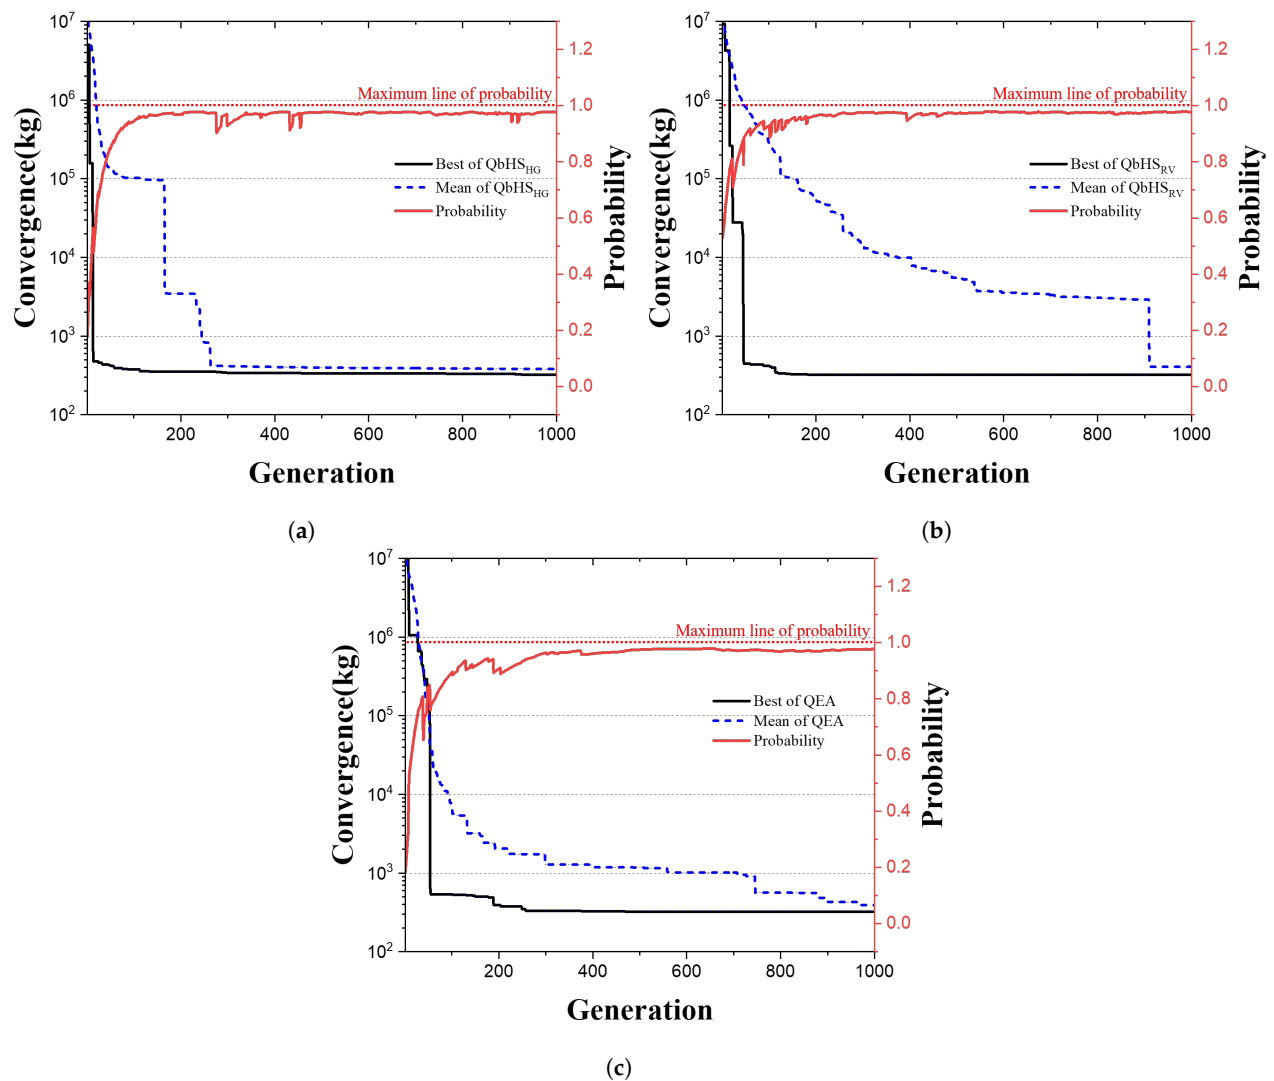 10^7
10^6
10^5
10^4
10^3
10^2
Convergence(kg)
200
400
600
800
1000
Generation
1.2
1.0
0.8
0.6
0.4
0.2
0.0
Probability
Maximum line of probability
Best of QbHS_HG
Mean of QbHS_HG
Probability
(a)
10^7
10^6
10^5
10^4
10^3
10^2
Convergence(kg)
200
400
600
800
1000
Generation
1.2
1.0
0.8
0.6
0.4
0.2
0.0
Probability
Maximum line of probability
Best of QbHS_RV
Mean of QbHS_RV
Probability
(b)
10^7
10^6
10^5
10^4
10^3
10^2
Convergence(kg)
200
400
600
800
1000
Generation
1.2
1.0
0.8
0.6
0.4
0.2
0.0
Probability
Maximum line of probability
Best of QEA
Mean of QEA
Probability
(c)